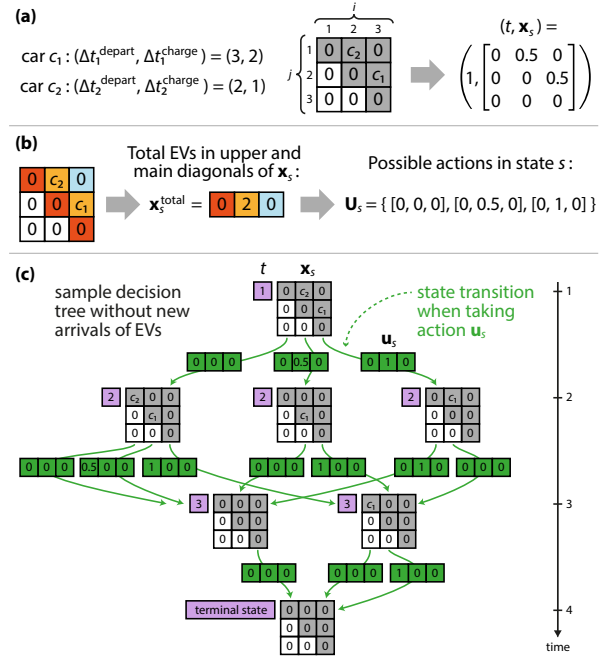 (a)
car c₁ : (Δt₁ᵈᵉᵖᵃʳᵗ, Δt₁ᶜʰᵃʳᵍᵉ) = (3, 2)
car c₂ : (Δt₂ᵈᵉᵖᵃʳᵗ, Δt₂ᶜʰᵃʳᵍᵉ) = (2, 1)
i
1 2 3
j
1 0 c₂ 0
2 0 0 c₁
3 0 0 0
(t, xₛ) =
(1, [0 0.5 0
0 0 0.5
0 0 0])
(b)
0 c₂ 0
0 0 c₁
0 0 0
Total EVs in upper and
main diagonals of xₛ :
xₛᵗᵒᵗᵃˡ = 0 2 0
Possible actions in state s :
Uₛ = { [0, 0, 0], [0, 0.5, 0], [0, 1, 0] }
(c)
sample decision
tree without new
arrivals of EVs
t xₛ
1 0 c₂ 0
0 0 c₁
0 0 0
state transition
when taking
action uₛ
1
uₛ
0 0 0
0 0.5 0
0 1 0
2 c₂ 0 0
0 c₁ 0
0 0 0
2 0 0 0
0 c₁ 0
0 0 0
2 0 c₁ 0
0 0 0
0 0 0
2
0 0 0
0.5 0 0
1 0 0
0 0 0
1 0 0
0 1 0
0 0 0
3 0 0 0
0 0 0
0 0 0
3 c₁ 0 0
0 0 0
0 0 0
3
0 0 0
0 0 0
1 0 0
terminal state
0 0 0
0 0 0
0 0 0
4
time